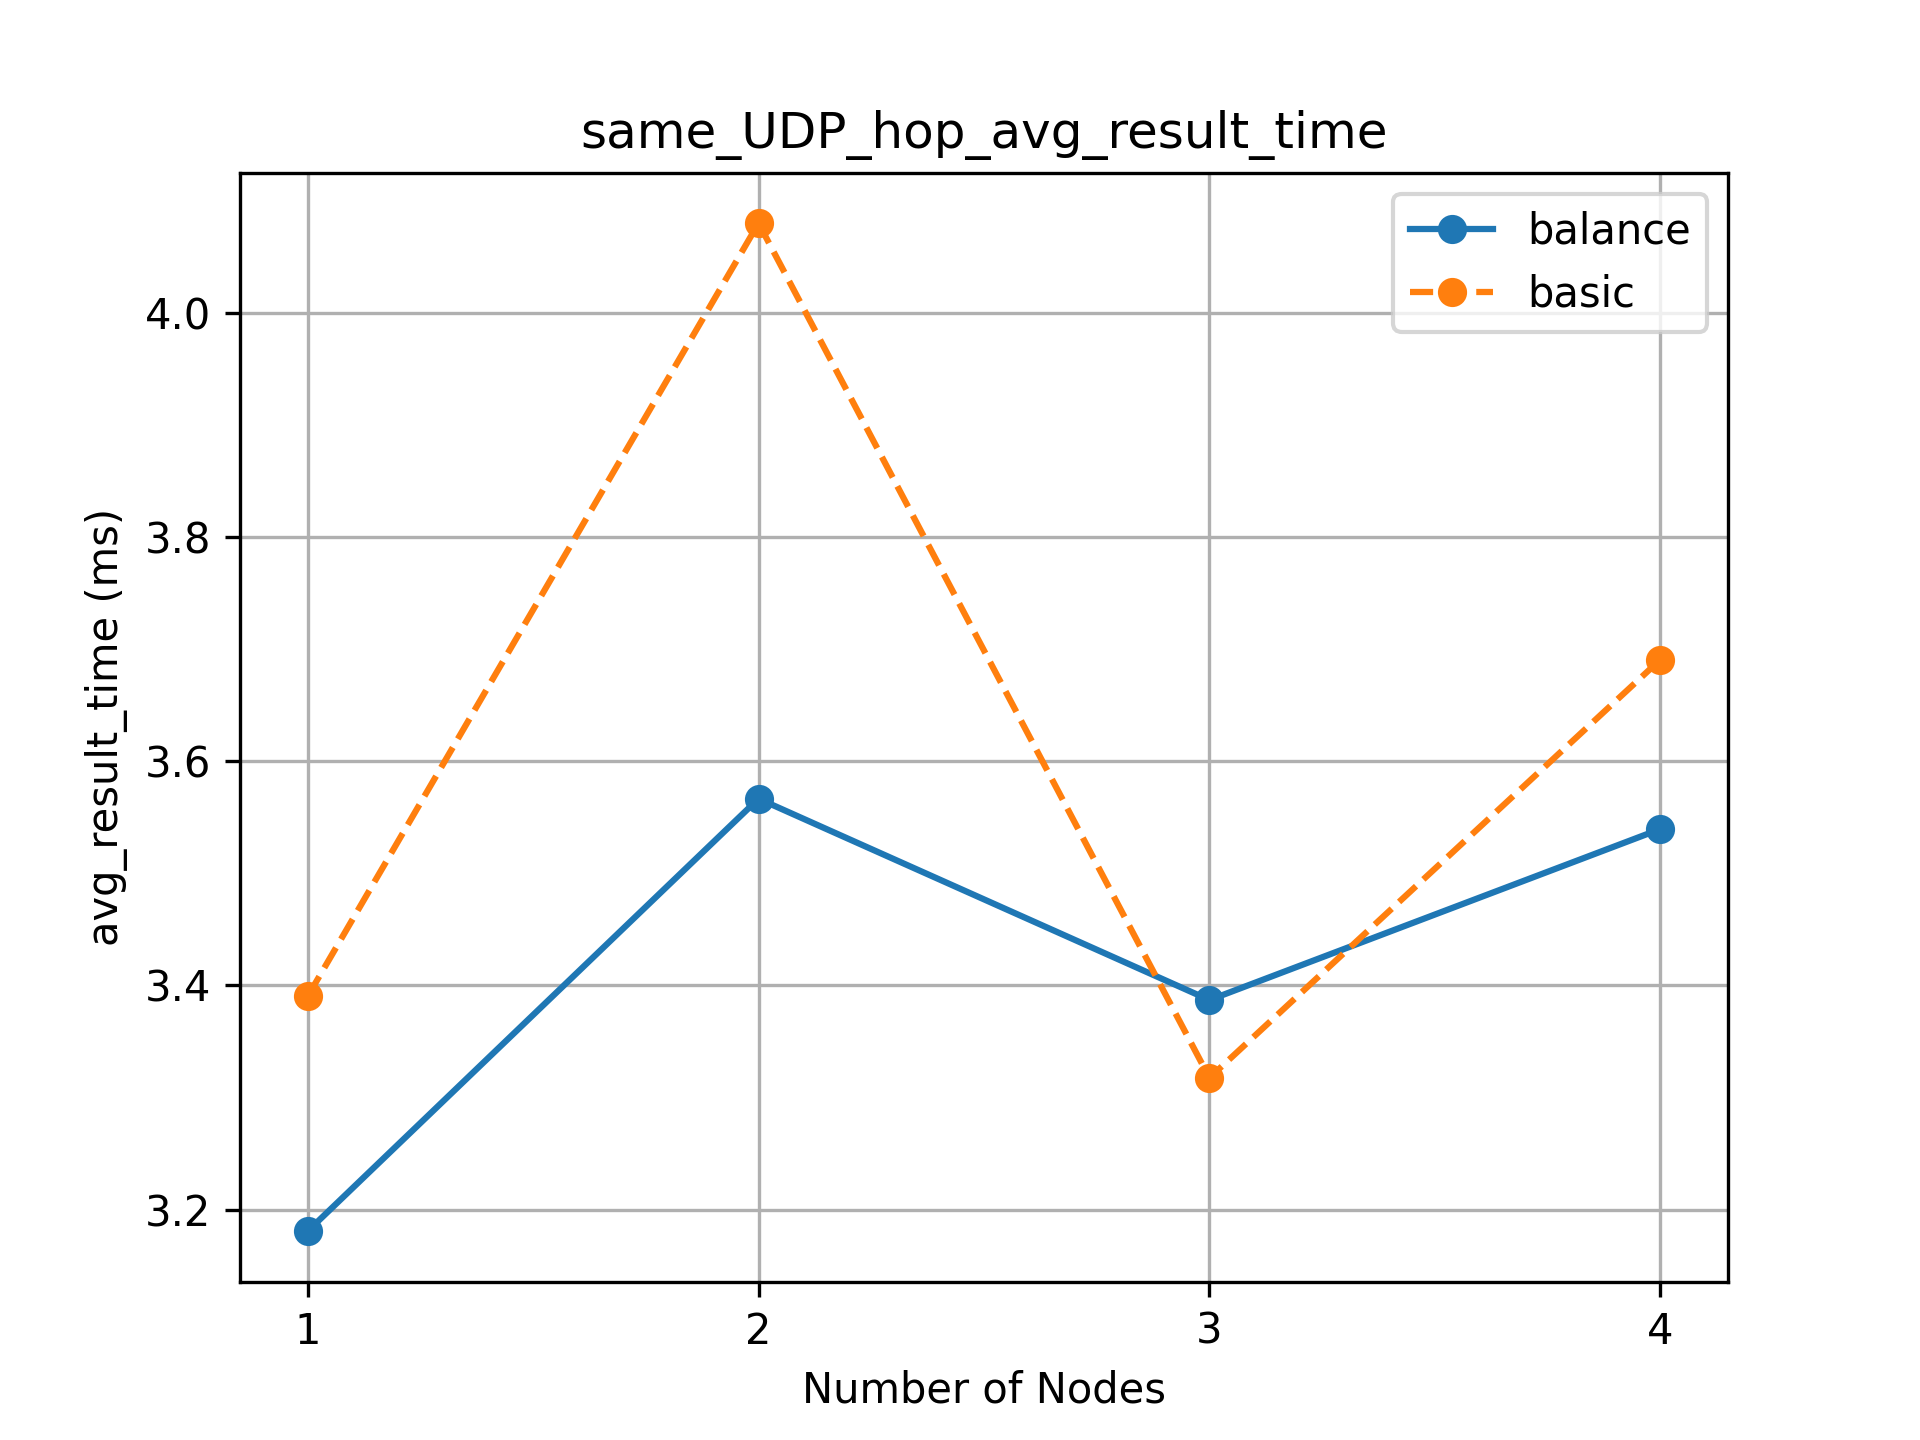 same_UDP_hop_avg_result_time
balance
basic
avg_result_time (ms)
4.0
3.8
3.6
3.4
3.2
1 2 3 4
Number of Nodes